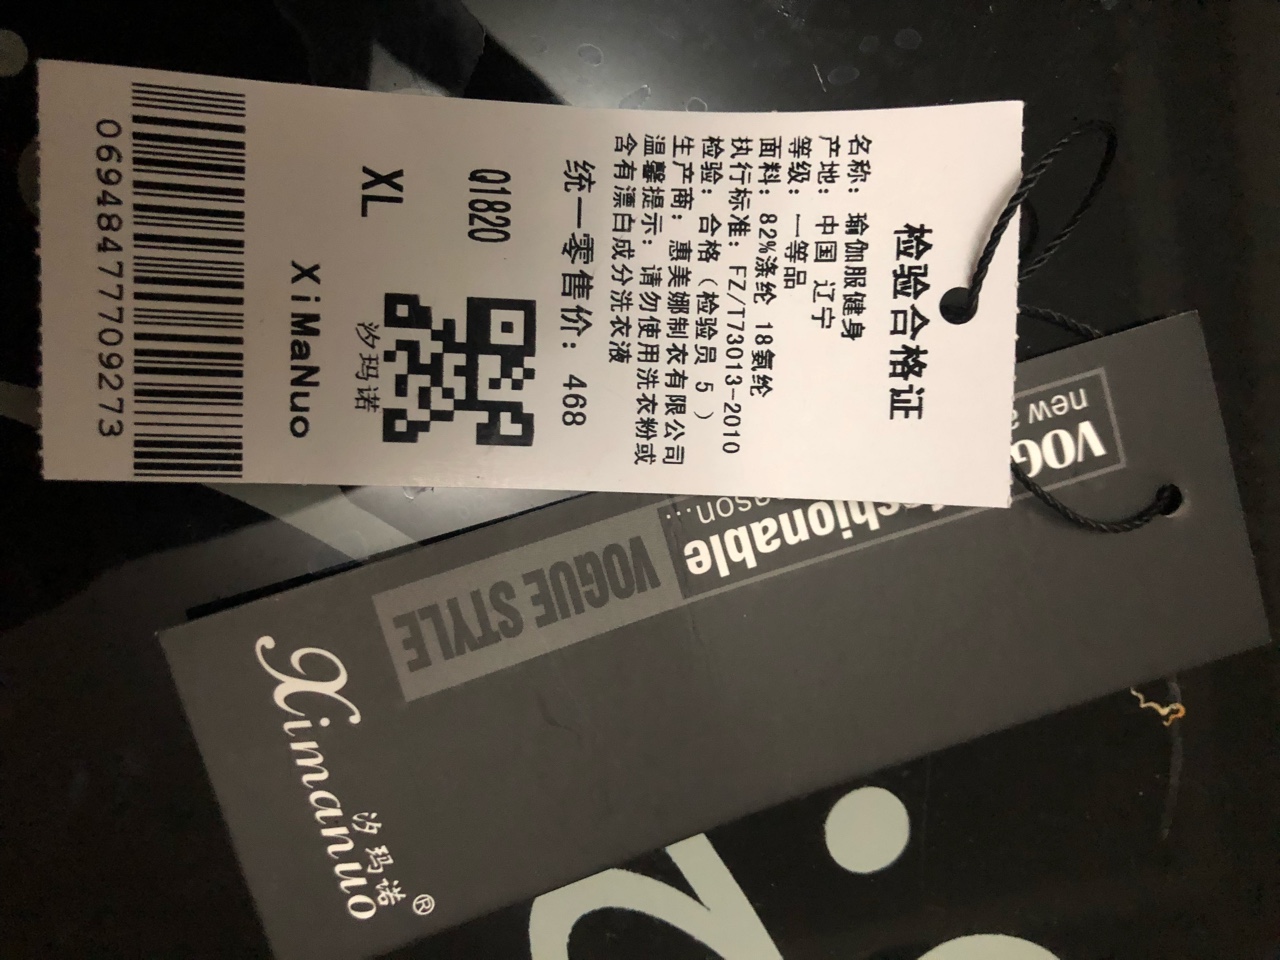 检验合格证
名称： 瑜伽服健身
产地： 中国 辽宁
等级： 一等品
面料：82%涤纶 18氨纶
执行标准：FZ/T73013-2010
检验：合格（检验员 5 ）
生产商：惠美娜制衣有限公司
温馨提示：请勿使用洗衣粉或
含有漂白成分洗衣液
统一零售价：468
Q1820
XL
汐玛诺
XiMaNuo
0694847709273
VOG
new a
fashionable
ason...
VOGUE STYLE
Ximanuo
汐玛诺®